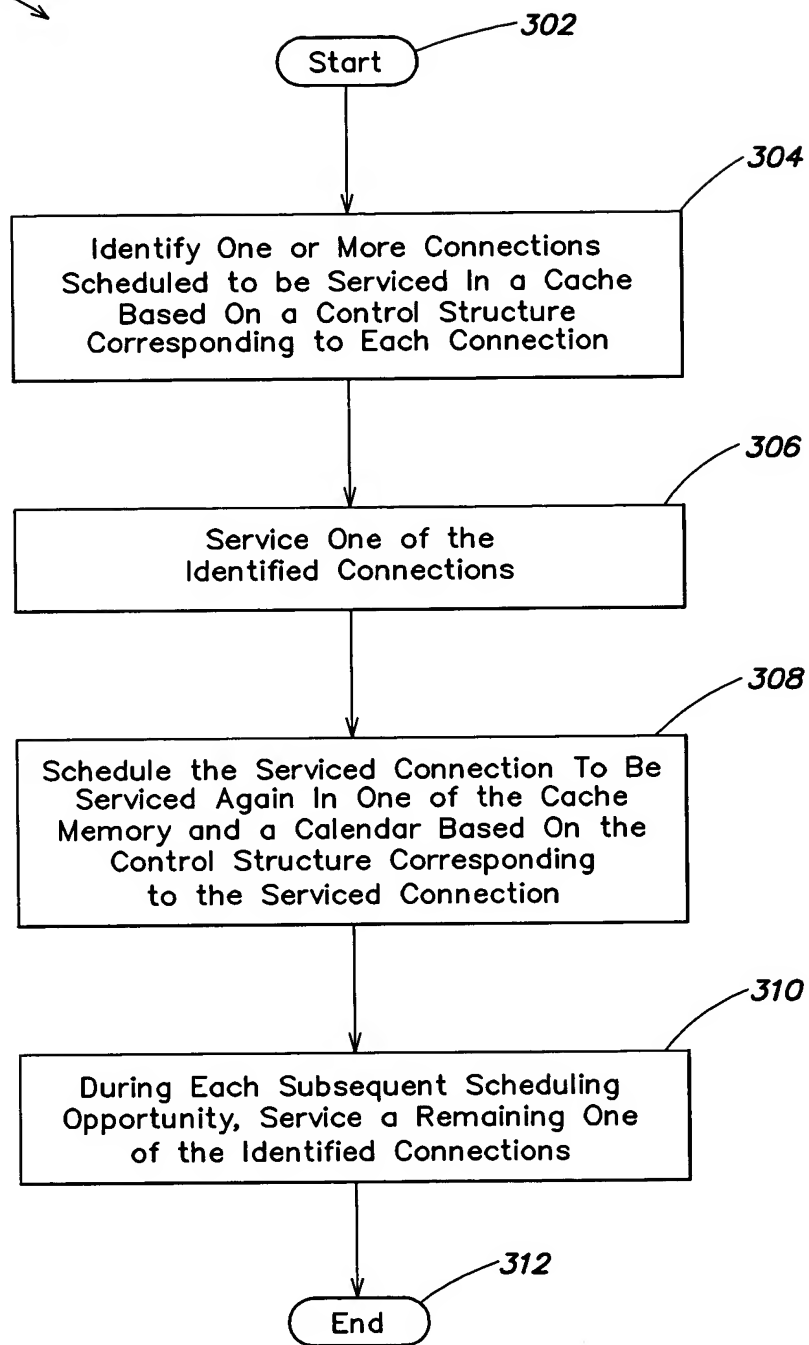 302
Start
304
Identify One or More Connections
Scheduled to be Serviced In a Cache
Based On a Control Structure
Corresponding to Each Connection
306
Service One of the
Identified Connections
308
Schedule the Serviced Connection To Be
Serviced Again In One of the Cache
Memory and a Calendar Based On the
Control Structure Corresponding
to the Serviced Connection
310
During Each Subsequent Scheduling
Opportunity, Service a Remaining One
of the Identified Connections
312
End